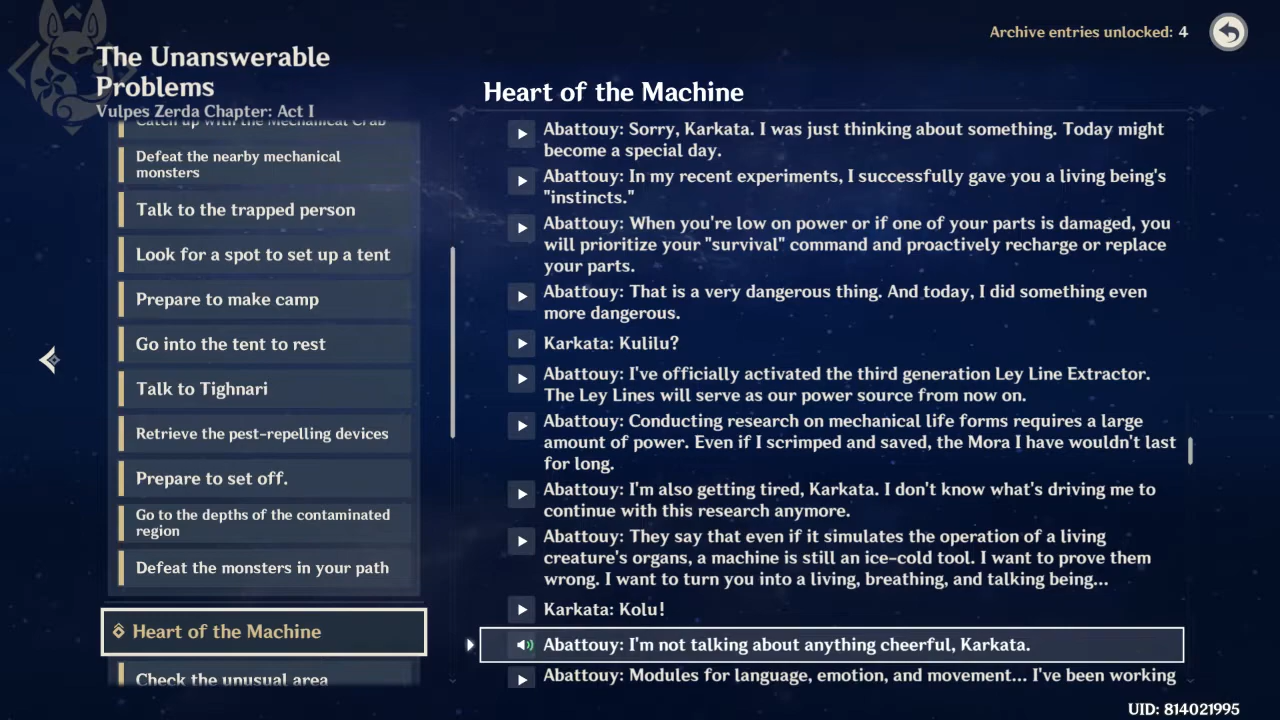 Archive entries unlocked: 4
The Unanswerable
Problems
Vulpes Zerda Chapter: Act I
Catch up with the Mechanical Crab
Defeat the nearby mechanical
monsters
Talk to the trapped person
Look for a spot to set up a tent
Prepare to make camp
Go into the tent to rest
Talk to Tighnari
Retrieve the pest-repelling devices
Prepare to set off.
Go to the depths of the contaminated
region
Defeat the monsters in your path
Heart of the Machine
Check the unusual area
Heart of the Machine
Abattouy: Sorry, Karkata. I was just thinking about something. Today might
become a special day.
Abattouy: In my recent experiments, I successfully gave you a living being's
"instincts."
Abattouy: When you're low on power or if one of your parts is damaged, you
will prioritize your "survival" command and proactively recharge or replace
your parts.
Abattouy: That is a very dangerous thing. And today, I did something even
more dangerous.
Karkata: Kulilu?
Abattouy: I've officially activated the third generation Ley Line Extractor.
The Ley Lines will serve as our power source from now on.
Abattouy: Conducting research on mechanical life forms requires a large
amount of power. Even if I scrimped and saved, the Mora I have wouldn't last
for long.
Abattouy: I'm also getting tired, Karkata. I don't know what's driving me to
continue with this research anymore.
Abattouy: They say that even if it simulates the operation of a living
creature's organs, a machine is still an ice-cold tool. I want to prove them
wrong. I want to turn you into a living, breathing, and talking being...
Karkata: Kolu!
Abattouy: I'm not talking about anything cheerful, Karkata.
Abattouy: Modules for language, emotion, and movement... I've been working
UID: 814021995